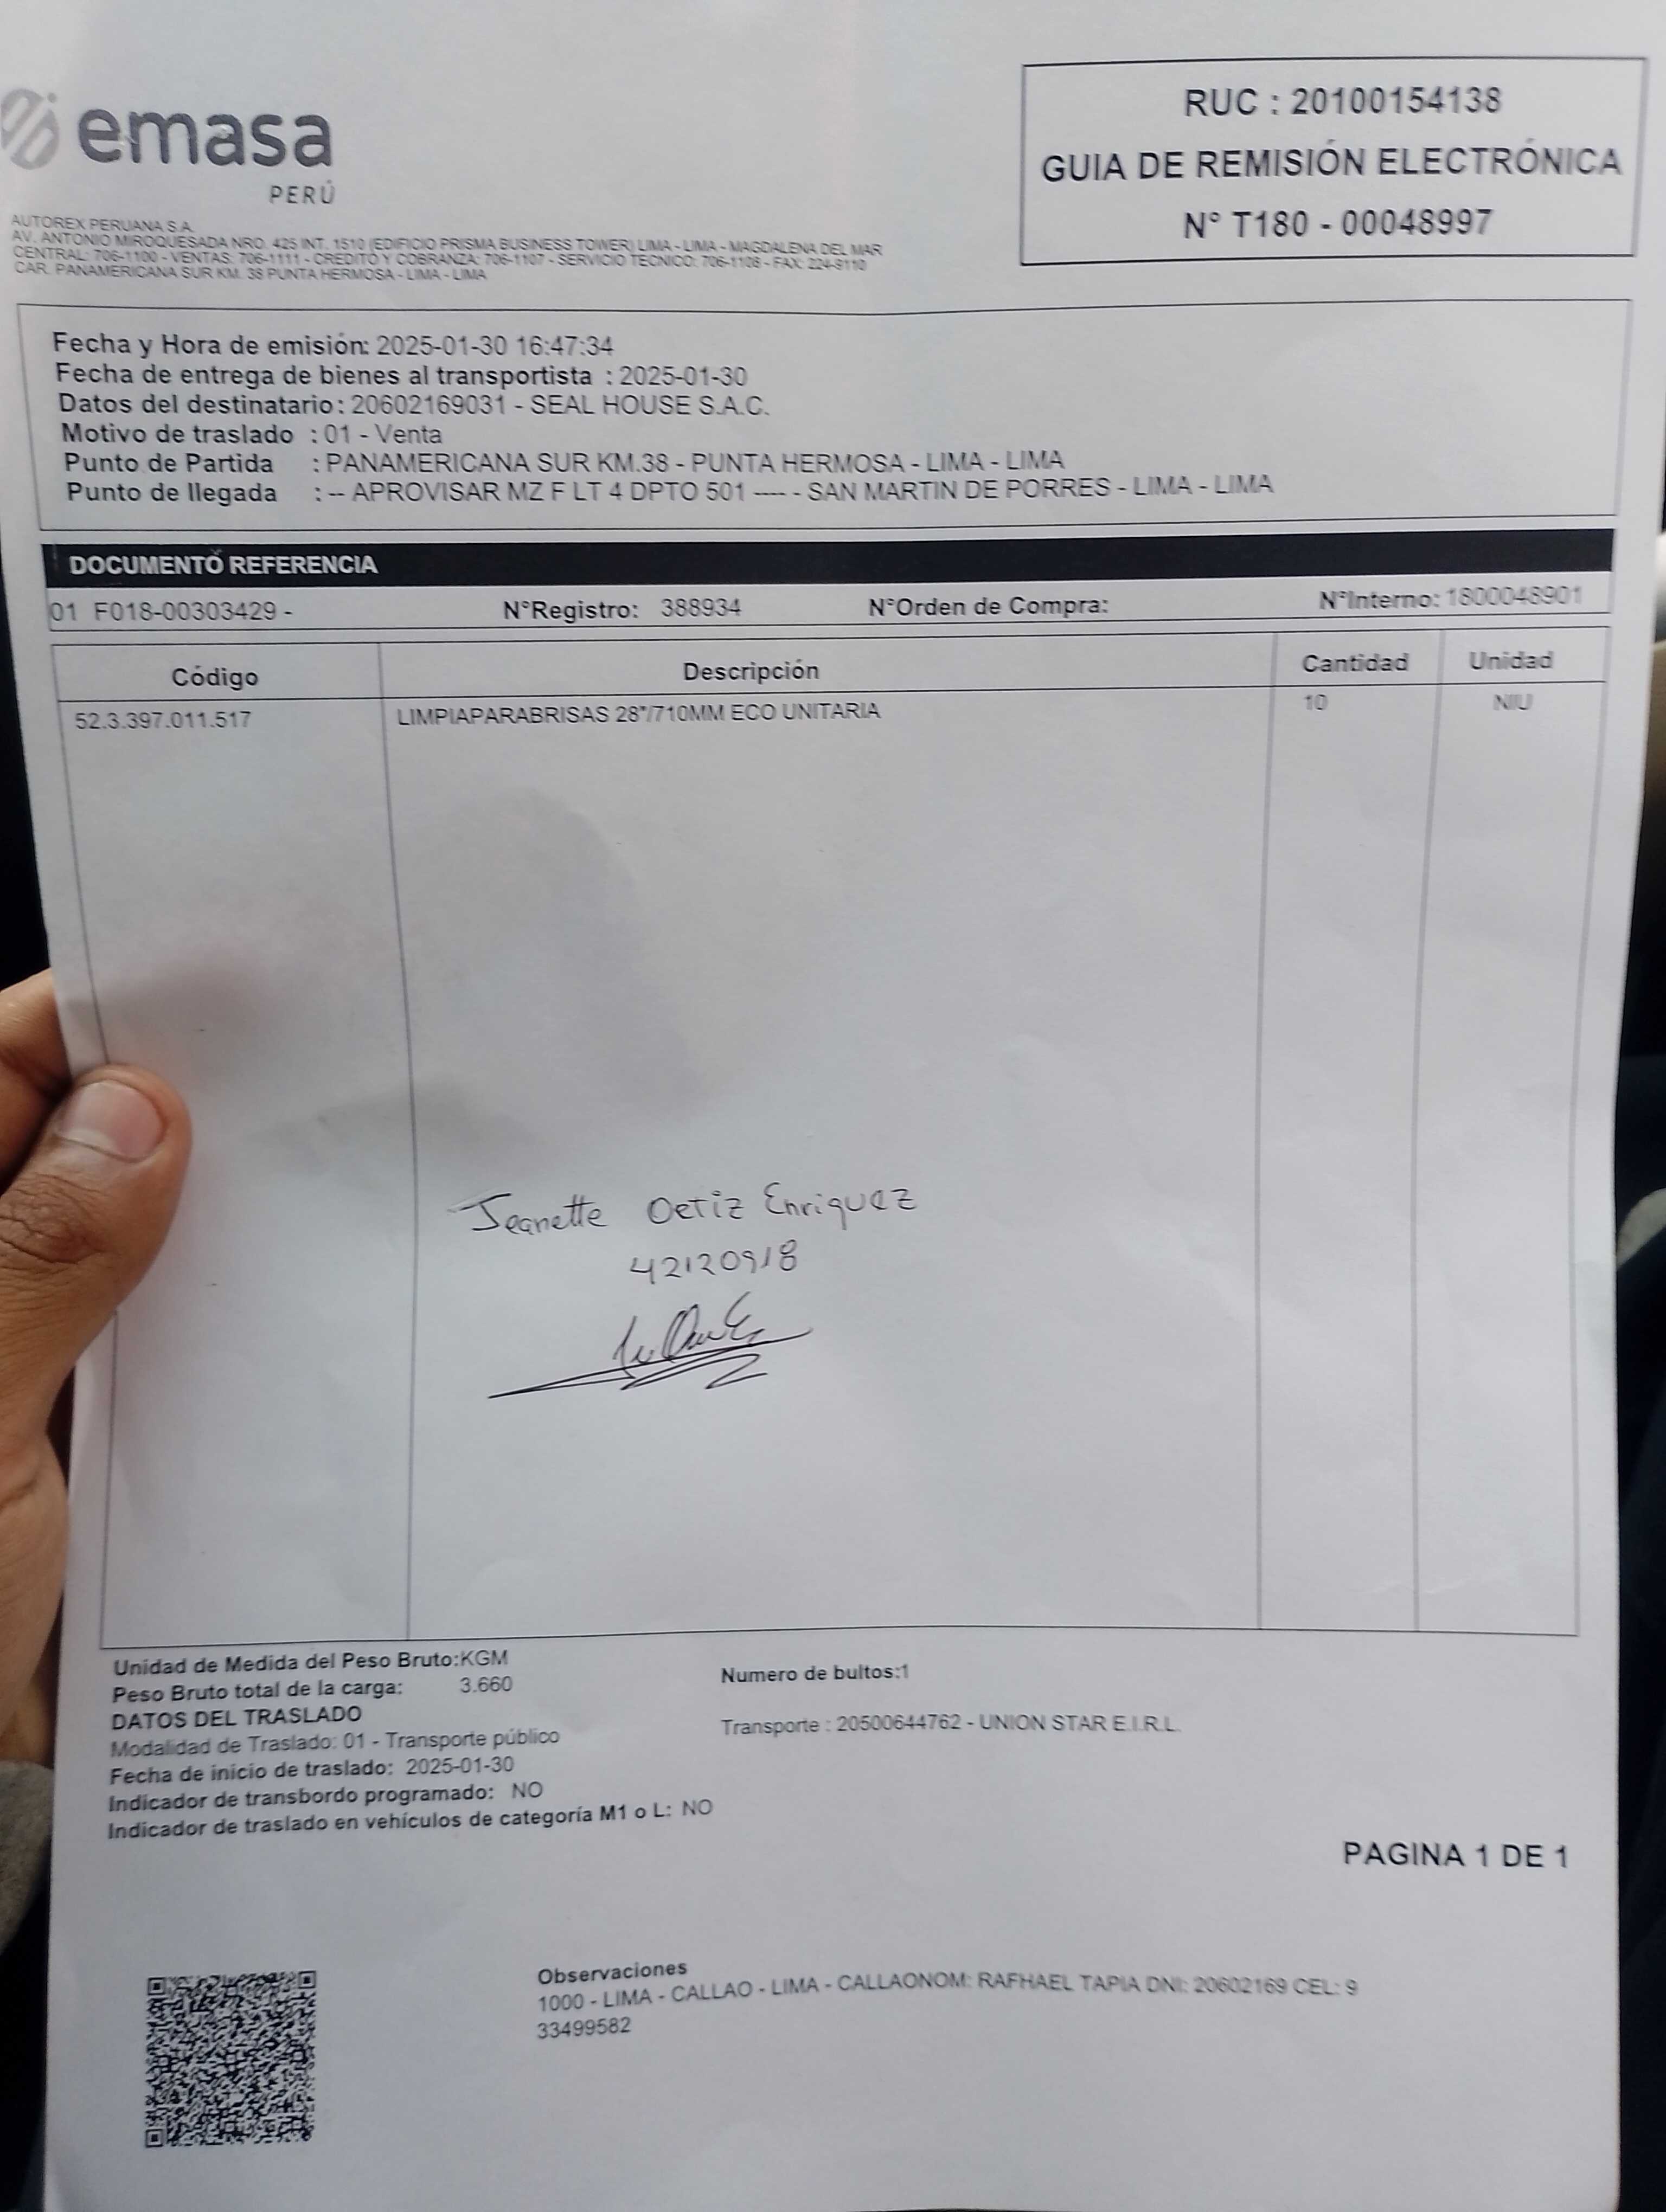 emasa
PERÚ
AUTOREX PERUANA S.A.
AV. ANTONIO MIROQUESADA NRO. 425 INT. 1510 (EDIFICIO PRISMA BUSINESS TOWER) LIMA - LIMA - MAGDALENA DEL MAR
CENTRAL: 706-1100 - VENTAS: 706-1111 - CREDITO Y COBRANZA: 706-1107 - SERVICIO TECNICO: 706-1108 - FAX: 224-9110
CAR. PANAMERICANA SUR KM. 38 PUNTA HERMOSA - LIMA - LIMA
RUC : 20100154138
GUIA DE REMISIÓN ELECTRÓNICA
N° T180 - 00048997
Fecha y Hora de emisión: 2025-01-30 16:47:34
Fecha de entrega de bienes al transportista : 2025-01-30
Datos del destinatario: 20602169031 - SEAL HOUSE S.A.C.
Motivo de traslado : 01 - Venta
Punto de Partida : PANAMERICANA SUR KM.38 - PUNTA HERMOSA - LIMA - LIMA
Punto de llegada : -- APROVISAR MZ F LT 4 DPTO 501 ---- - SAN MARTIN DE PORRES - LIMA - LIMA
DOCUMENTO REFERENCIA
01 F018-00303429 - N°Registro: 388934 N°Orden de Compra: N°Interno: 1800048901
Código Descripción Cantidad Unidad
52.3.397.011.517 LIMPIAPARABRISAS 28"/710MM ECO UNITARIA 10 NIU
Jeanette Ortiz Enriquez
42120918
Unidad de Medida del Peso Bruto:KGM
Peso Bruto total de la carga: 3.660
Numero de bultos:1
DATOS DEL TRASLADO
Modalidad de Traslado: 01 - Transporte público
Transporte : 20500644762 - UNION STAR E.I.R.L.
Fecha de inicio de traslado: 2025-01-30
Indicador de transbordo programado: NO
Indicador de traslado en vehículos de categoría M1 o L: NO
PAGINA 1 DE 1
Observaciones
1000 - LIMA - CALLAO - LIMA - CALLAONOM: RAFHAEL TAPIA DNI: 20602169 CEL: 9
33499582